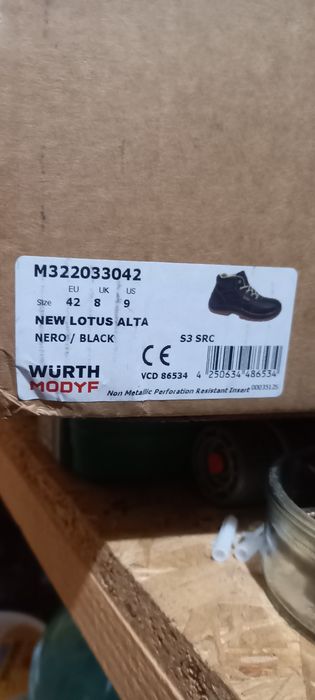 M322033042
EU UK US
Size 42 8 9
NEW LOTUS ALTA
NERO / BLACK S3 SRC
WÜRTH
MODYF
CE
VCD 86534 4 250634 486534
Non Metallic Perforation Resistant Insert 00035125